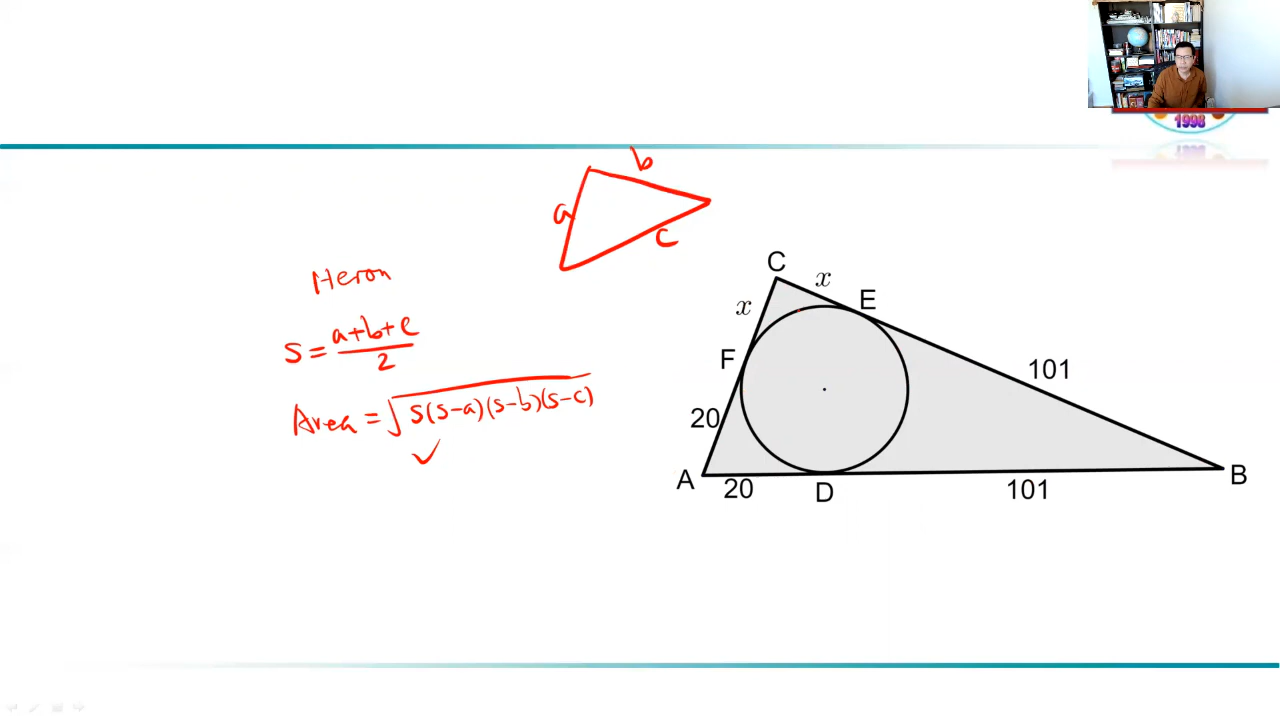 1998
b
a
c
Heron
S = a+b+c / 2
Area = √S(S-a)(S-b)(S-c)
✓
C
x
x
E
F
101
20
A
20
D
101
B